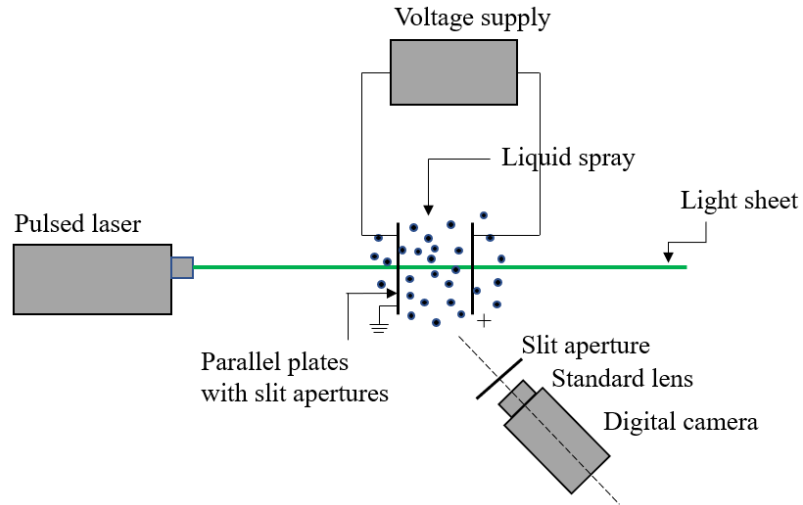 Voltage supply
Liquid spray
Light sheet
Pulsed laser
Parallel plates
with slit apertures
+
Slit aperture
Standard lens
Digital camera